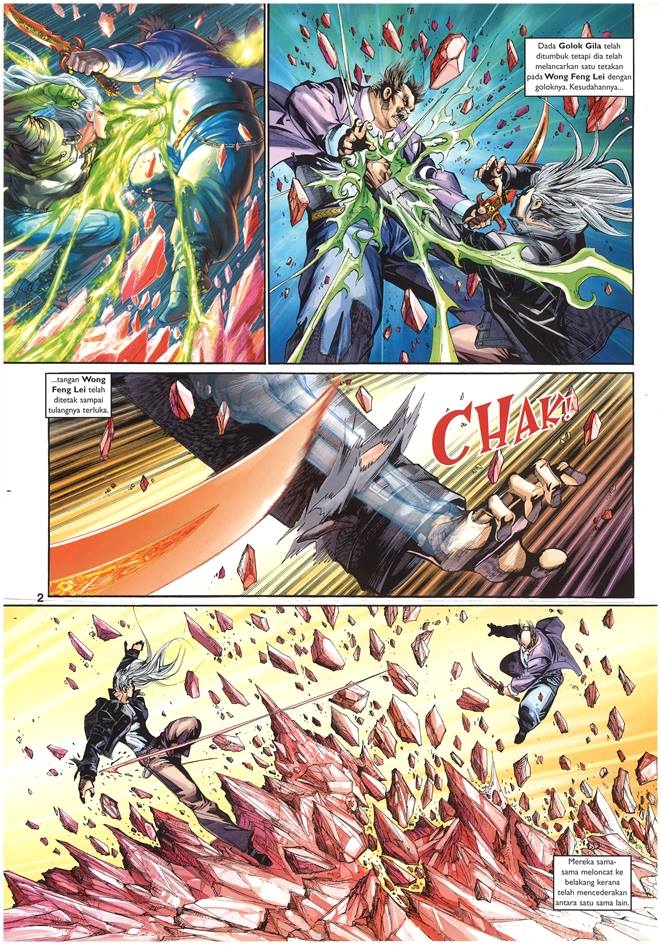 Dada Golok Gila telah
ditumbuk tetapi dia telah
melancarkan satu tetakan
pada Wong Feng Lei dengan
goloknya. Kesudahannya...
...tangan Wong
Feng Lei telah
ditetak sampai
tulangnya terluka.
CHAK!!
2
Mereka sama-
sama meloncat ke
belakang kerana
telah mencederakan
antara satu sama lain.